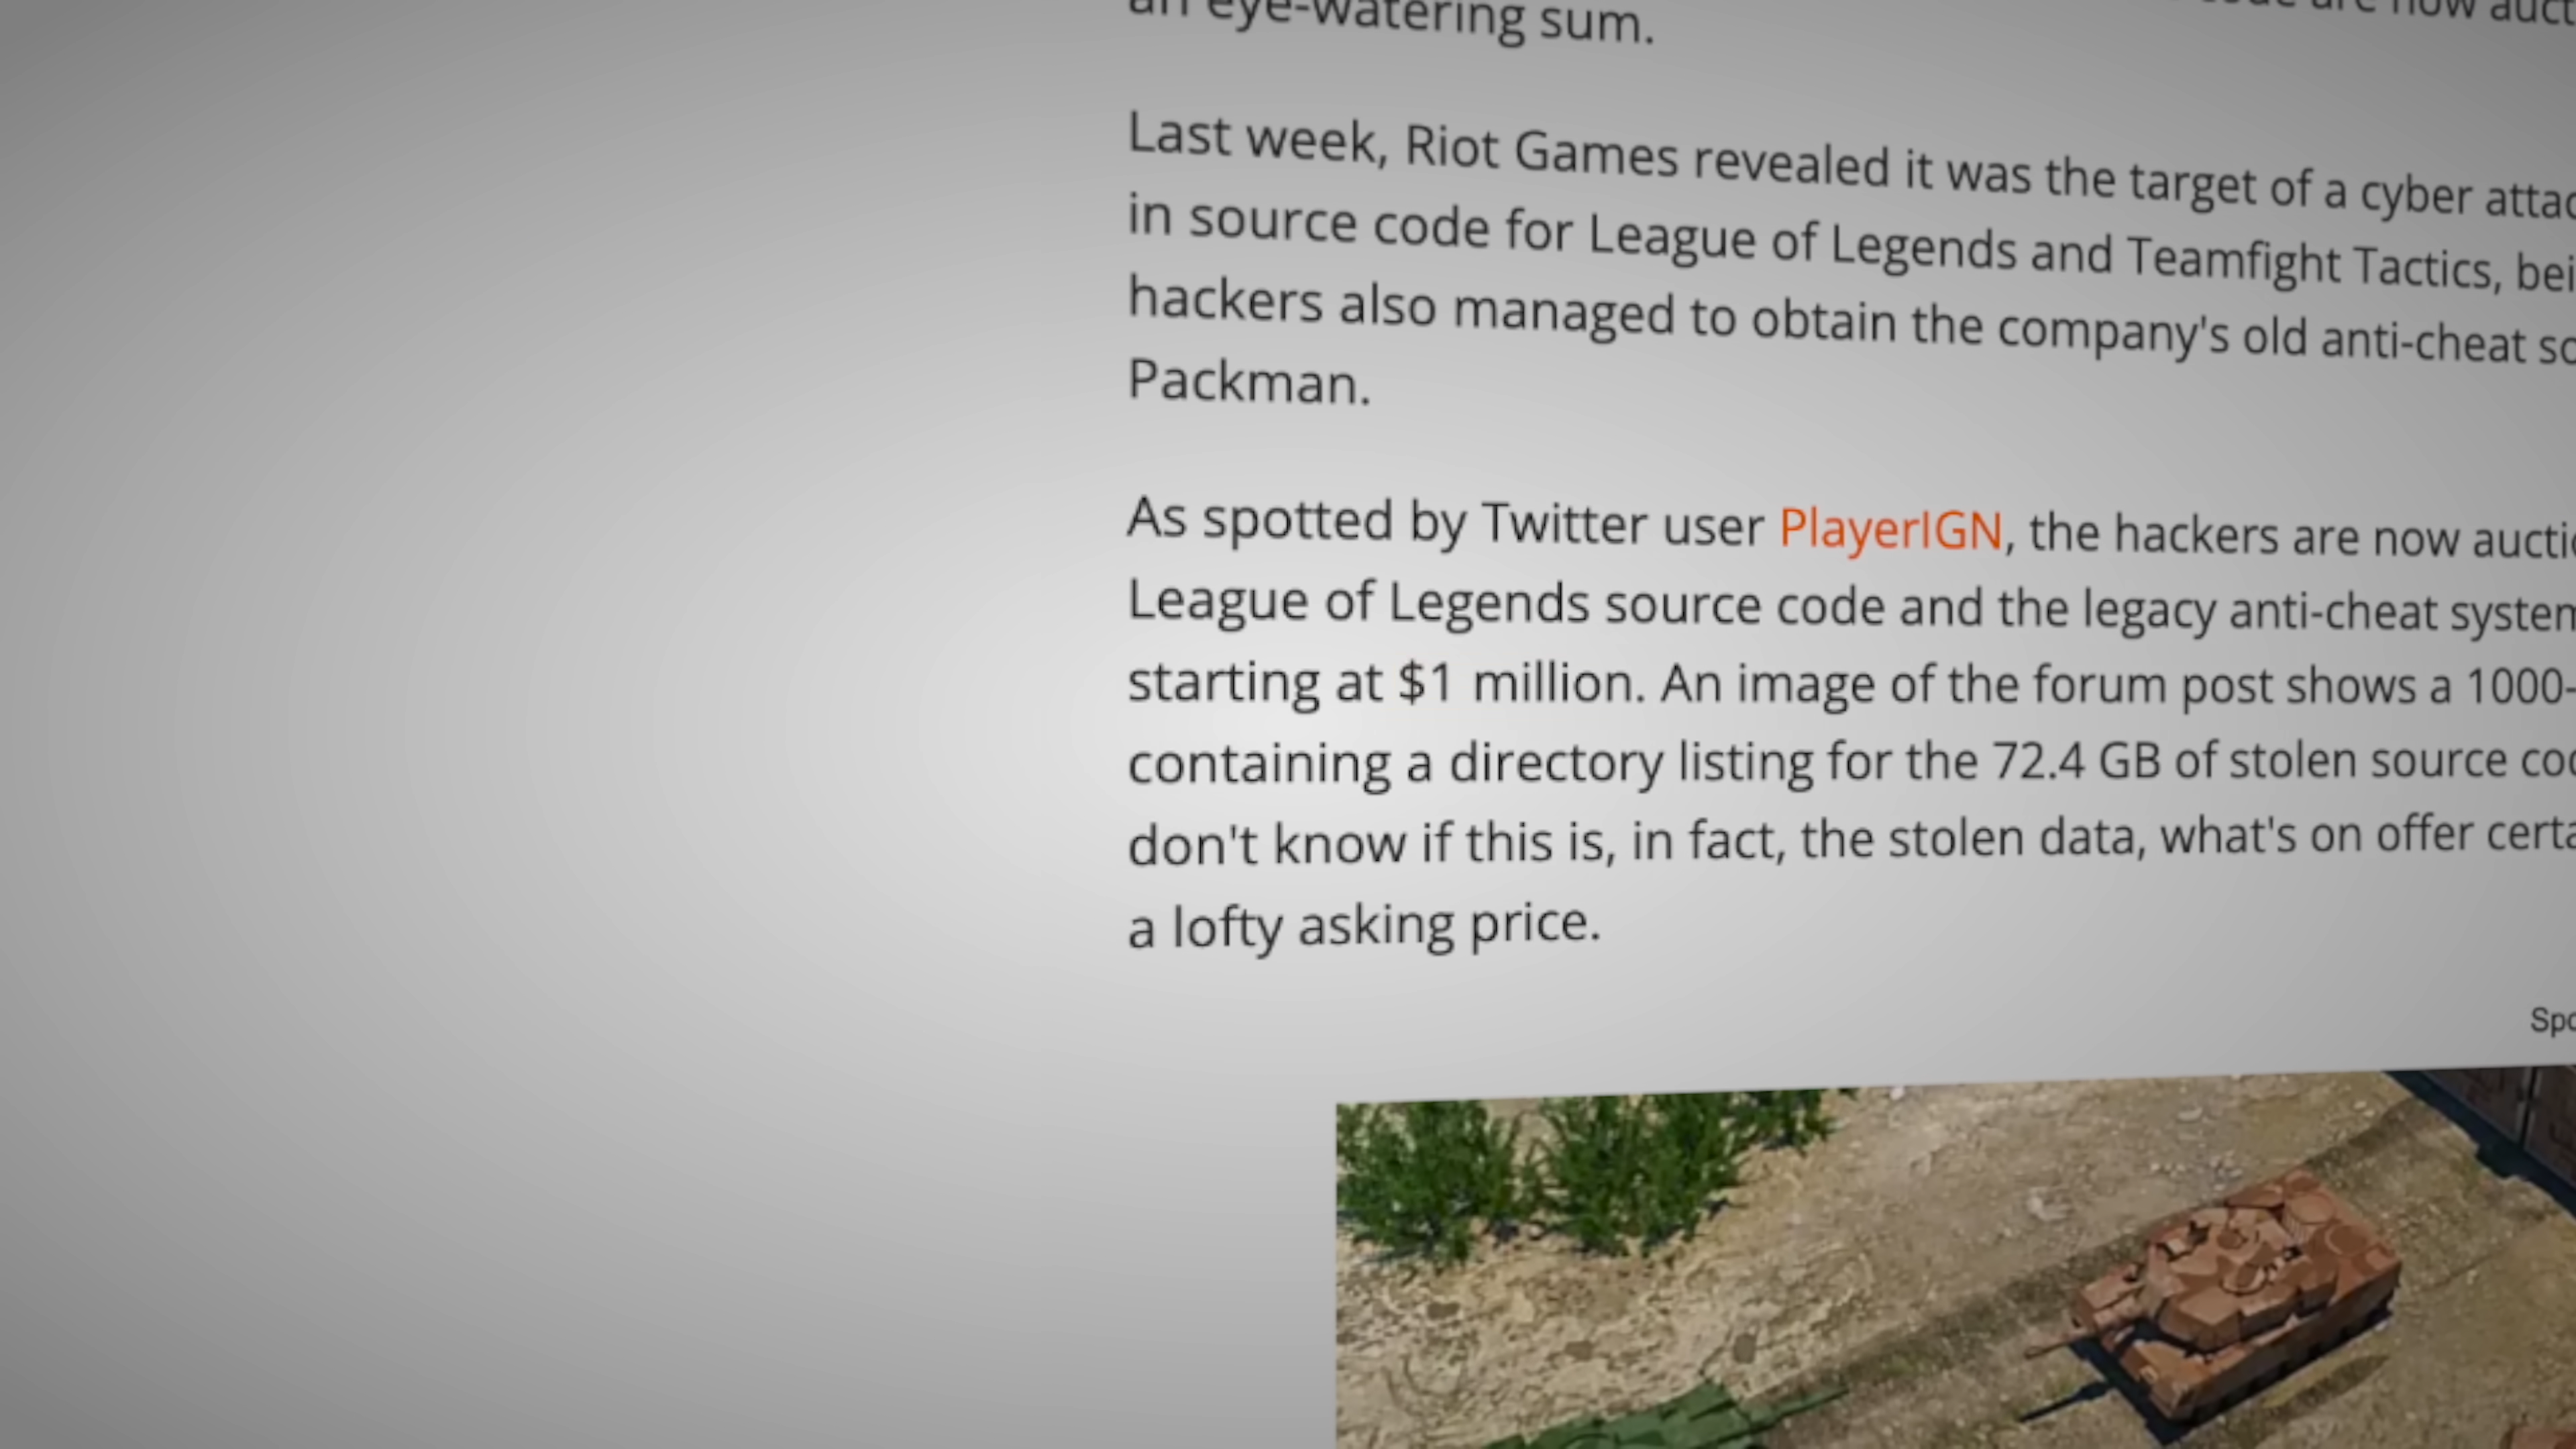 an eye-watering sum. are now
Last week, Riot Games revealed it was the target of a cyber
in source code for League of Legends and Teamfight Tactics,
hackers also managed to obtain the company's old anti-cheat
Packman.
As spotted by Twitter user PlayerIGN, the hackers are now
League of Legends source code and the legacy anti-cheat
starting at $1 million. An image of the forum post shows a 1000-
containing a directory listing for the 72.4 GB of stolen source
don't know if this is, in fact, the stolen data, what's on offer
a lofty asking price.